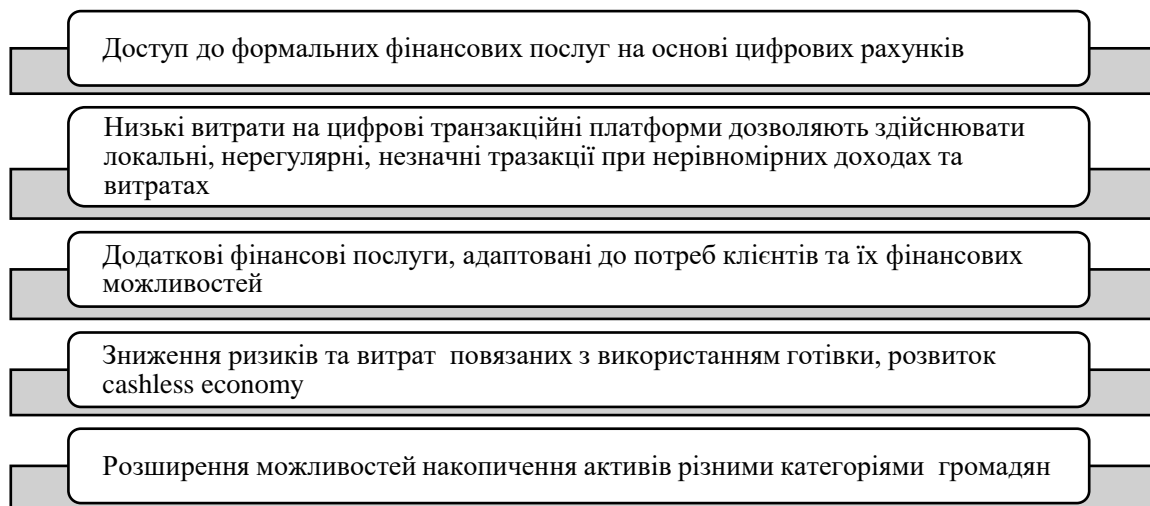 Доступ до формальних фінансових послуг на основі цифрових рахунків
Низькі витрати на цифрові транзакційні платформи дозволяють здійснювати
локальні, нерегулярні, незначні тразакції при нерівномірних доходах та
витратах
Додаткові фінансові послуги, адаптовані до потреб клієнтів та їх фінансових
можливостей
Зниження ризиків та витрат повязаних з використанням готівки, розвиток
cashless economy
Розширення можливостей накопичення активів різними категоріями громадян